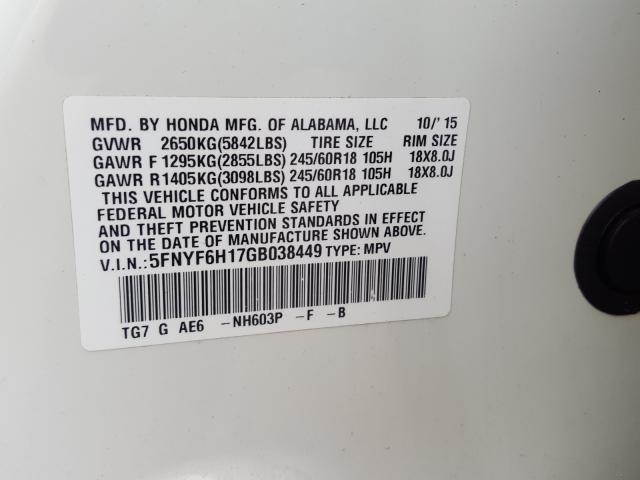 MFD. BY HONDA MFG. OF ALABAMA, LLC 10/'15
GVWR 2650KG(5842LBS) TIRE SIZE RIM SIZE
GAWR F 1295KG(2855LBS) 245/60R18 105H 18X8.0J
GAWR R1405KG(3098LBS) 245/60R18 105H 18X8.0J
THIS VEHICLE CONFORMS TO ALL APPLICABLE
FEDERAL MOTOR VEHICLE SAFETY
AND THEFT PREVENTION STANDARDS IN EFFECT
ON THE DATE OF MANUFACTURE SHOWN ABOVE.
V.I.N.:5FNYF6H17GB038449 TYPE: MPV
TG7 G AE6 -NH603P -F -B